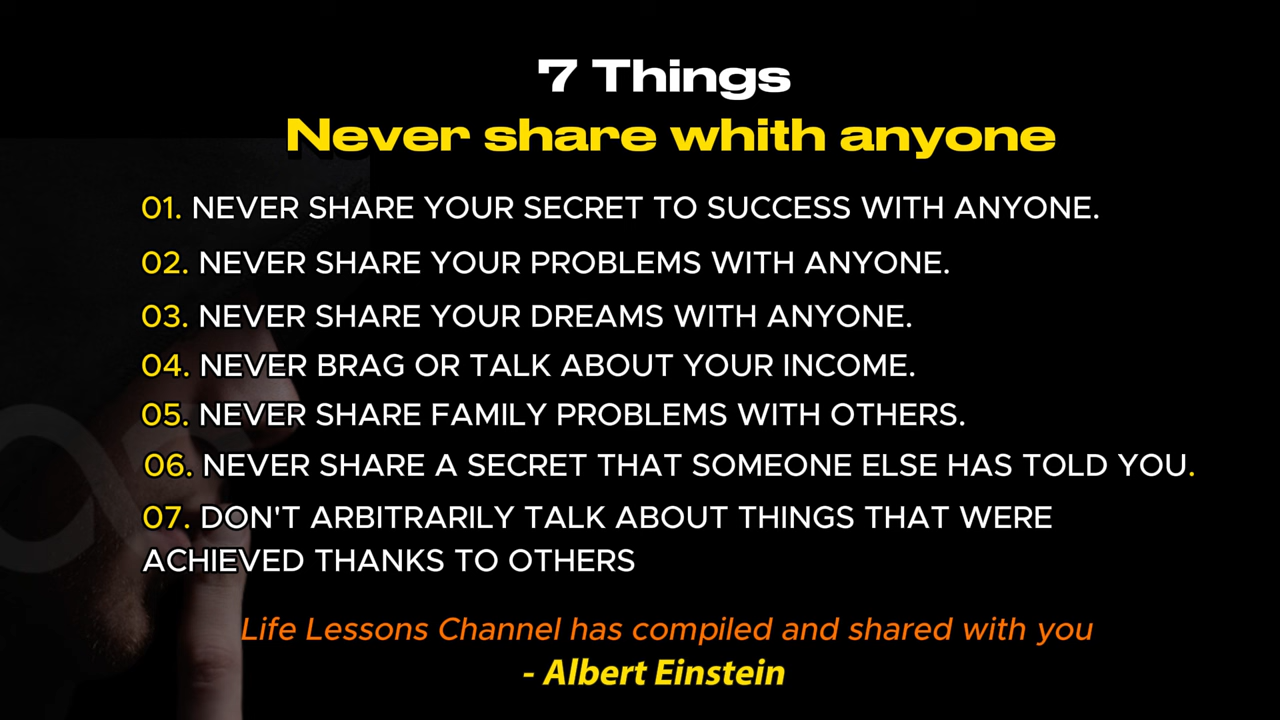 7 Things
Never share whith anyone
01. NEVER SHARE YOUR SECRET TO SUCCESS WITH ANYONE.
02. NEVER SHARE YOUR PROBLEMS WITH ANYONE.
03. NEVER SHARE YOUR DREAMS WITH ANYONE.
04. NEVER BRAG OR TALK ABOUT YOUR INCOME.
05. NEVER SHARE FAMILY PROBLEMS WITH OTHERS.
06. NEVER SHARE A SECRET THAT SOMEONE ELSE HAS TOLD YOU.
07. DON'T ARBITRARILY TALK ABOUT THINGS THAT WERE
ACHIEVED THANKS TO OTHERS
Life Lessons Channel has compiled and shared with you
- Albert Einstein